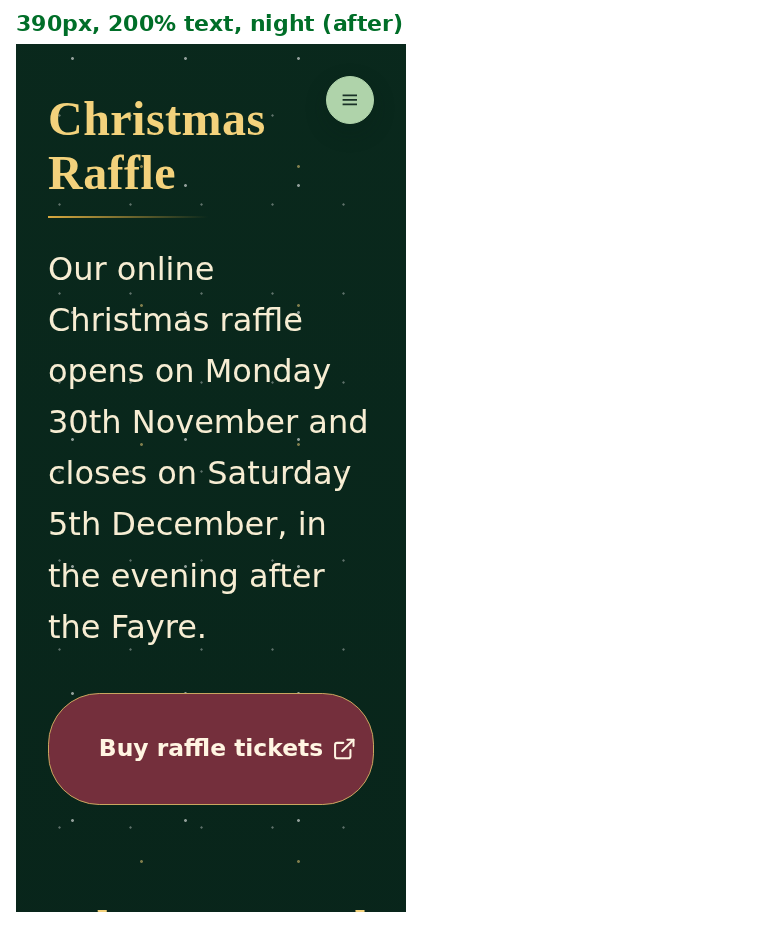 390px, 200% text, night (after)
Christmas
Raffle
Our online
Christmas raffle
opens on Monday
30th November and
closes on Saturday
5th December, in
the evening after
the Fayre.
Buy raffle tickets